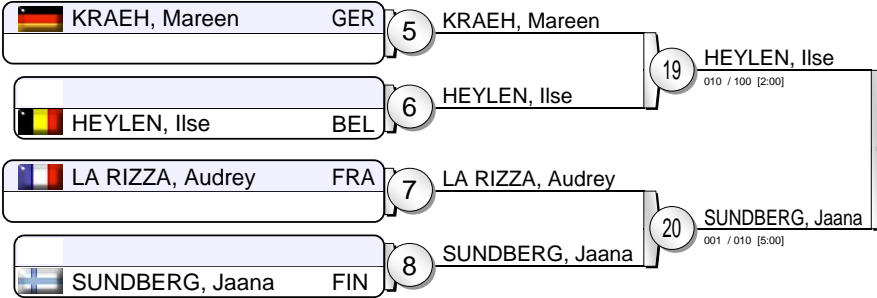 KRAEH, Mareen GER
5
KRAEH, Mareen
19
HEYLEN, Ilse
010 / 100 [2:00]
HEYLEN, Ilse BEL
6
HEYLEN, Ilse
LA RIZZA, Audrey FRA
7
LA RIZZA, Audrey
20
SUNDBERG, Jaana
001 / 010 [5:00]
SUNDBERG, Jaana FIN
8
SUNDBERG, Jaana